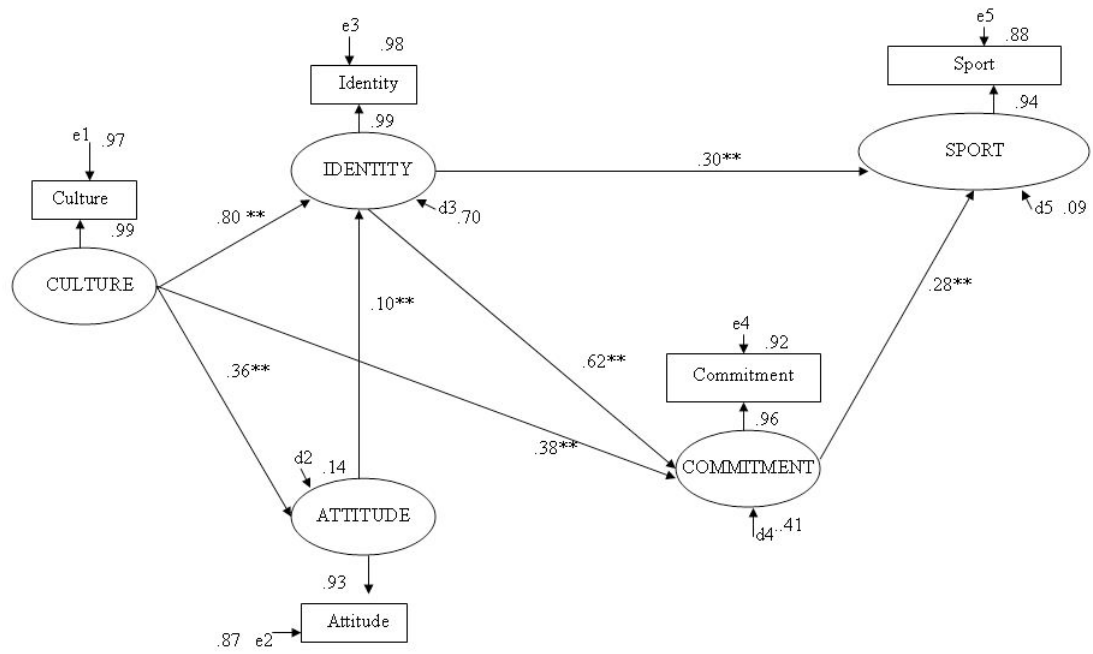 e3
.98
Identity
.99
IDENTITY
e5
.88
Sport
.94
SPORT
e1 .97
Culture
.99
CULTURE
.80 **
d3 .70
.30**
d5 .09
.10**
.28**
.36**
.62**
.38**
e4
.92
Commitment
.96
COMMITMENT
d4 ..41
d2
.14
ATTITUDE
.93
Attitude
.87 e2